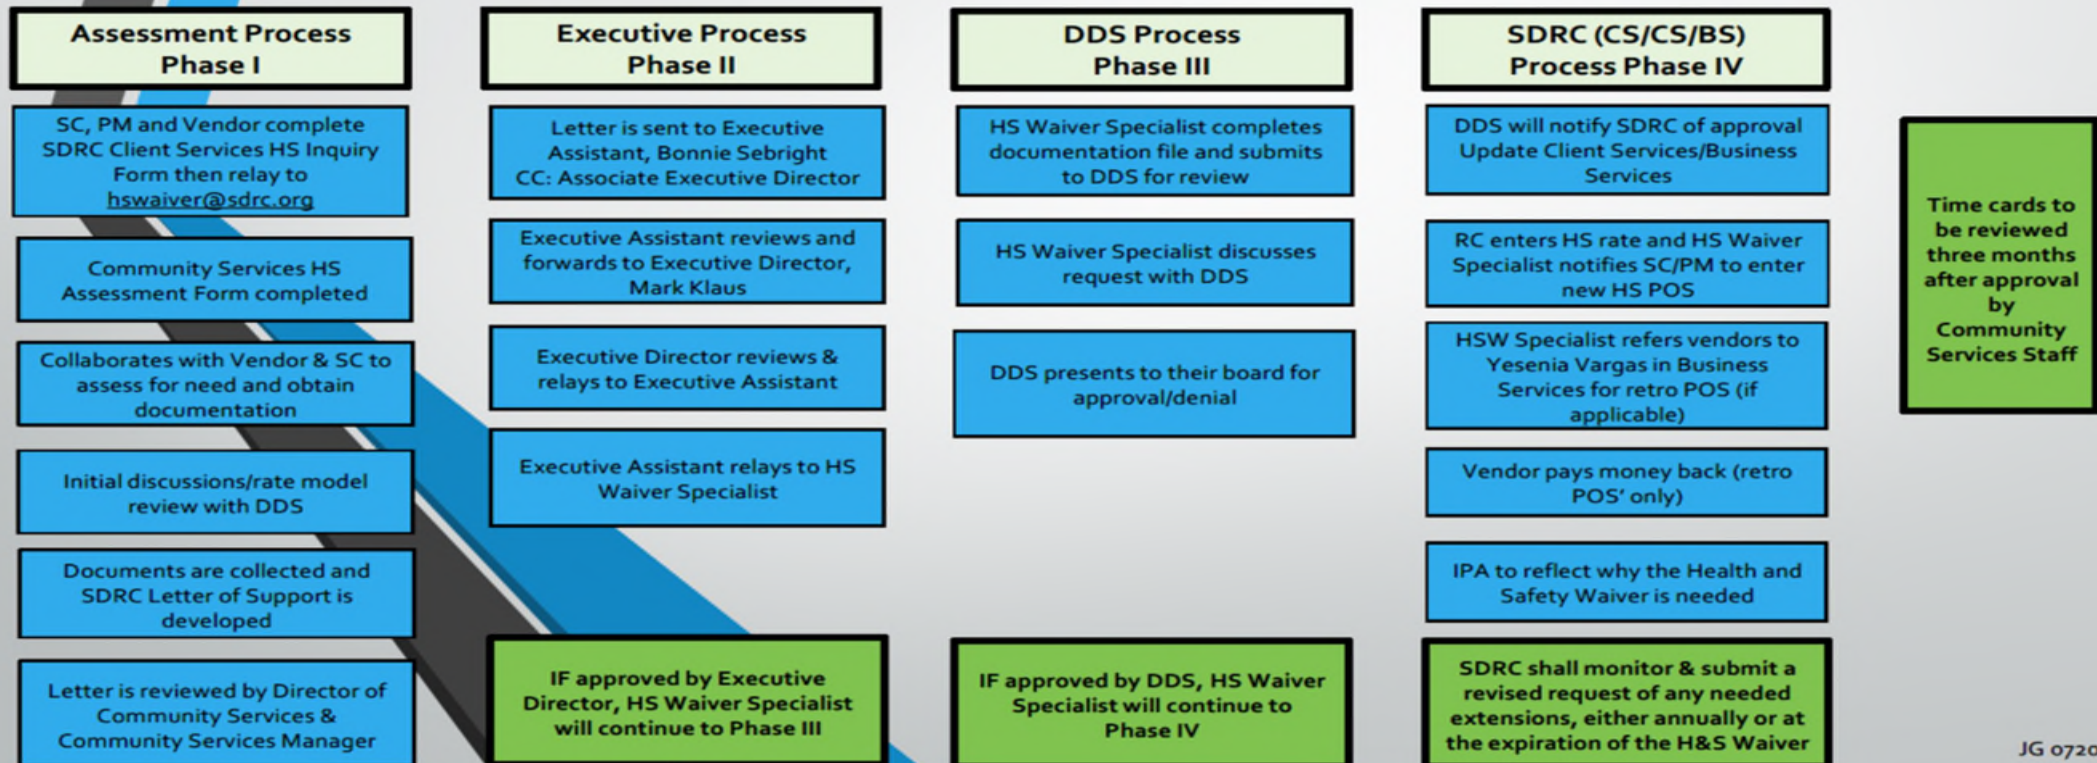 Assessment Process
Phase I
SC, PM and Vendor complete
SDRC Client Services HS Inquiry
Form then relay to
hswaiver@sdrc.org
Community Services HS
Assessment Form completed
Collaborates with Vendor & SC to
assess for need and obtain
documentation
Initial discussions/rate model
review with DDS
Documents are collected and
SDRC Letter of Support is
developed
Letter is reviewed by Director of
Community Services &
Community Services Manager
Executive Process
Phase II
Letter is sent to Executive
Assistant, Bonnie Sebright
CC: Associate Executive Director
Executive Assistant reviews and
forwards to Executive Director,
Mark Klaus
Executive Director reviews &
relays to Executive Assistant
Executive Assistant relays to HS
Waiver Specialist
IF approved by Executive
Director, HS Waiver Specialist
will continue to Phase III
DDS Process
Phase III
HS Waiver Specialist completes
documentation file and submits
to DDS for review
HS Waiver Specialist discusses
request with DDS
DDS presents to their board for
approval/denial
IF approved by DDS, HS Waiver
Specialist will continue to
Phase IV
SDRC (CS/CS/BS)
Process Phase IV
DDS will notify SDRC of approval
Update Client Services/Business
Services
RC enters HS rate and HS Waiver
Specialist notifies SC/PM to enter
new HS POS
HSW Specialist refers vendors to
Yesenia Vargas in Business
Services for retro POS (if
applicable)
Vendor pays money back (retro
POS' only)
IPA to reflect why the Health and
Safety Waiver is needed
SDRC shall monitor & submit a
revised request of any needed
extensions, either annually or at
the expiration of the H&S Waiver
Time cards to
be reviewed
three months
after approval
by
Community
Services Staff
JG 0720